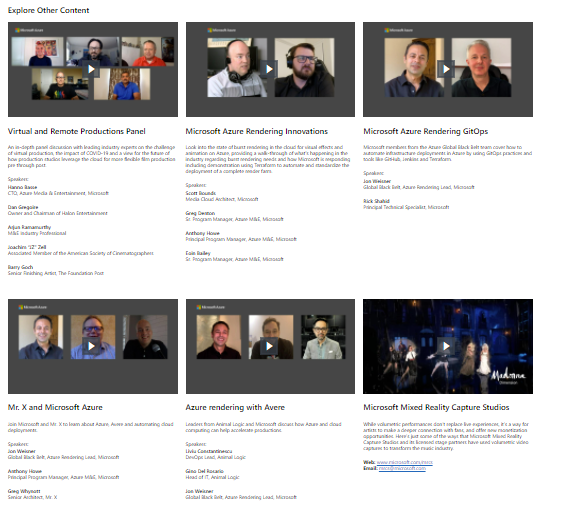 Explore Other Content
Microsoft Azure
Microsoft Azure
Microsoft Azure
Virtual and Remote Productions Panel
An in-depth panel discussion with leading industry experts on the challenge
of virtual production, the impact of COVID-19 and a view for the future of
how production studios leverage the cloud for more flexible film production
pre through post.
Speakers:
Hanno Basse
CTO, Azure Media & Entertainment, Microsoft
Dan Gregoire
Owner and Chairman of Halon Entertainment
Arjun Ramamurthy
M&E Industry Professional
Joachim "JZ" Zell
Associated Member of the American Society of Cinematographers
Barry Goch
Senior Finishing Artist, The Foundation Post
Microsoft Azure Rendering Innovations
Look into the state of burst rendering in the cloud for visual effects and
animation on Azure, providing a walk-through of what's happening in the
industry regarding burst rendering needs and how Microsoft is responding
including demonstration using Terraform to automate and standardize the
deployment of a complete render farm.
Speakers:
Scott Bounds
Media Cloud Architect, Microsoft
Greg Denton
Sr. Program Manager, Azure M&E, Microsoft
Anthony Howe
Principal Program Manager, Azure M&E, Microsoft
Eoin Bailey
Sr. Program Manager, Azure M&E, Microsoft
Microsoft Azure Rendering GitOps
Microsoft members from the Azure Global Black Belt team cover how to
automate infrastructure deployments in Azure by using GitOps practices and
tools like GitHub, Jenkins and Terraform.
Speakers:
Jon Weisner
Global Black Belt, Azure Rendering Lead, Microsoft
Rick Shahid
Principal Technical Specialist, Microsoft
Microsoft Azure
Microsoft Azure
Madonna
Mr. X and Microsoft Azure
Join Microsoft and Mr. X to learn about Azure, Avere and automating cloud
deployments.
Speakers:
Jon Weisner
Global Black Belt, Azure Rendering Lead, Microsoft
Anthony Howe
Principal Program Manager, Azure M&E, Microsoft
Greg Whynott
Senior Architect, Mr. X
Azure rendering with Avere
Leaders from Animal Logic and Microsoft discuss how Azure and cloud
computing can help accelerate productions
Speakers:
Liviu Constantinescu
DevOps Lead, Animal Logic
Gino Del Rosario
Head of IT, Animal Logic
Jon Weisner
Global Black Belt, Azure Rendering Lead, Microsoft
Microsoft Mixed Reality Capture Studios
While volumetric performances don't replace live experiences, it's a way for
artists to make a deeper connection with fans, and offer new monetization
opportunities. Here's just some of the ways that Microsoft Mixed Reality
Capture Studios and its licensed stage partners have used volumetric video
captures to transform the music industry.
Web: www.microsoft.com/mrcs
Email: mrcs@microsoft.com